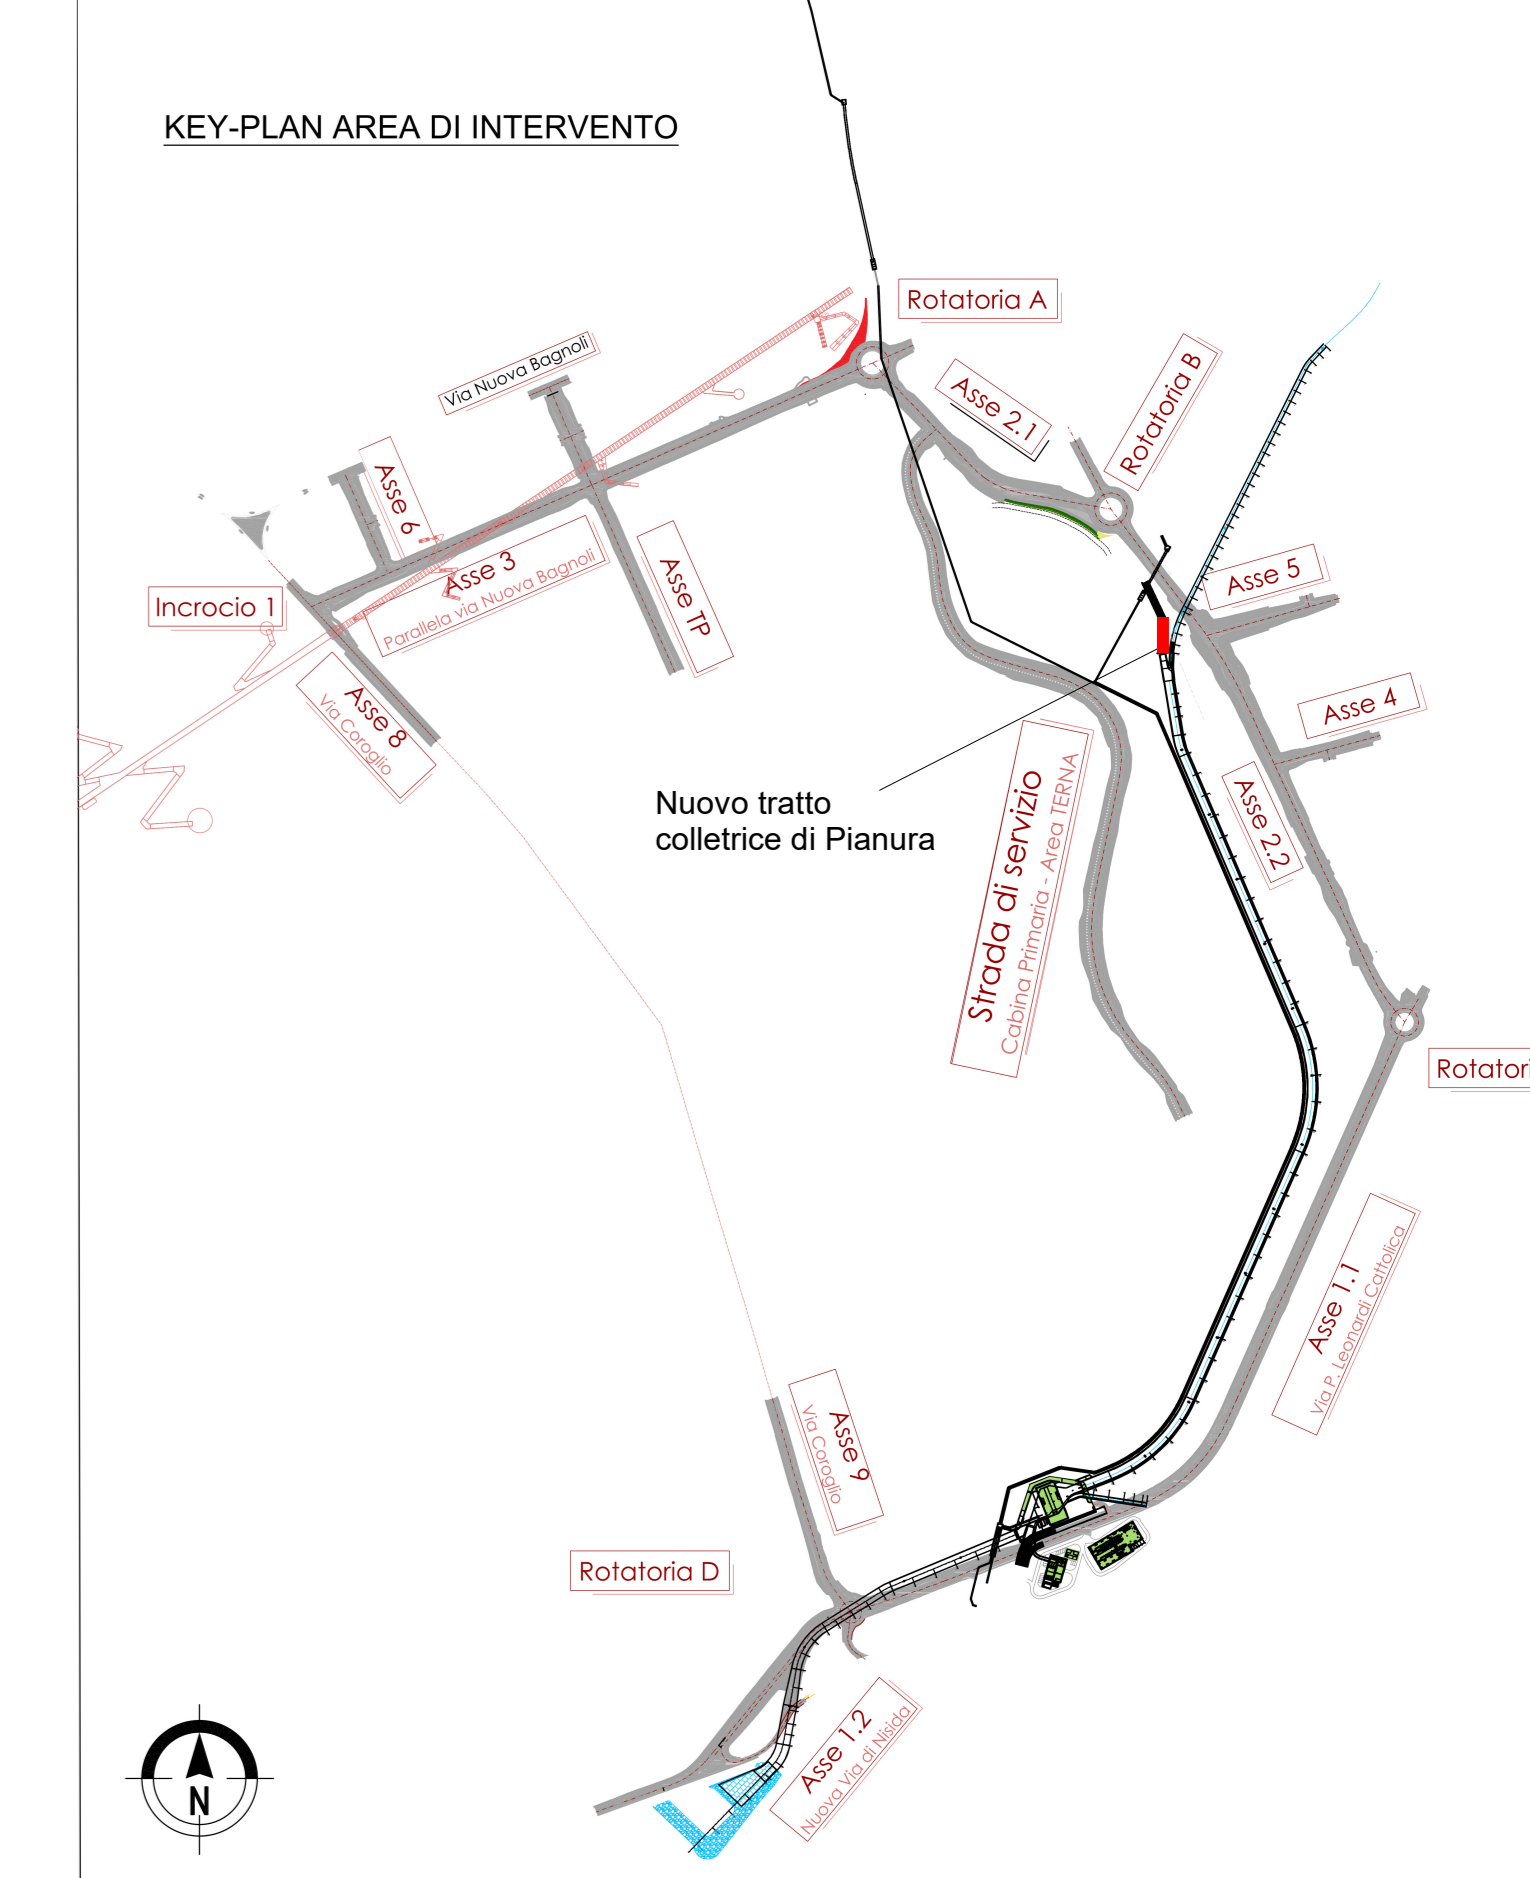 KEY-PLAN AREA DI INTERVENTO
Rotatoria A
Via Nuova Bagnoli
Asse 2.1
Rotatoria B
Asse 6
Asse 3
Parallela via Nuova Bagnoli
Asse TP
Asse 5
Incrocio 1
Asse 8
Via Coroglio
Asse 4
Nuovo tratto
colletrice di Pianura
Strada di servizio
Cabina Primaria - Area TERNA
Asse 2.2
Rotatori
Asse 1.1
Via P. Leonardi Cattolica
Asse 9
Via Coroglio
Rotatoria D
Asse 1.2
Nuova Via di Nisida
N